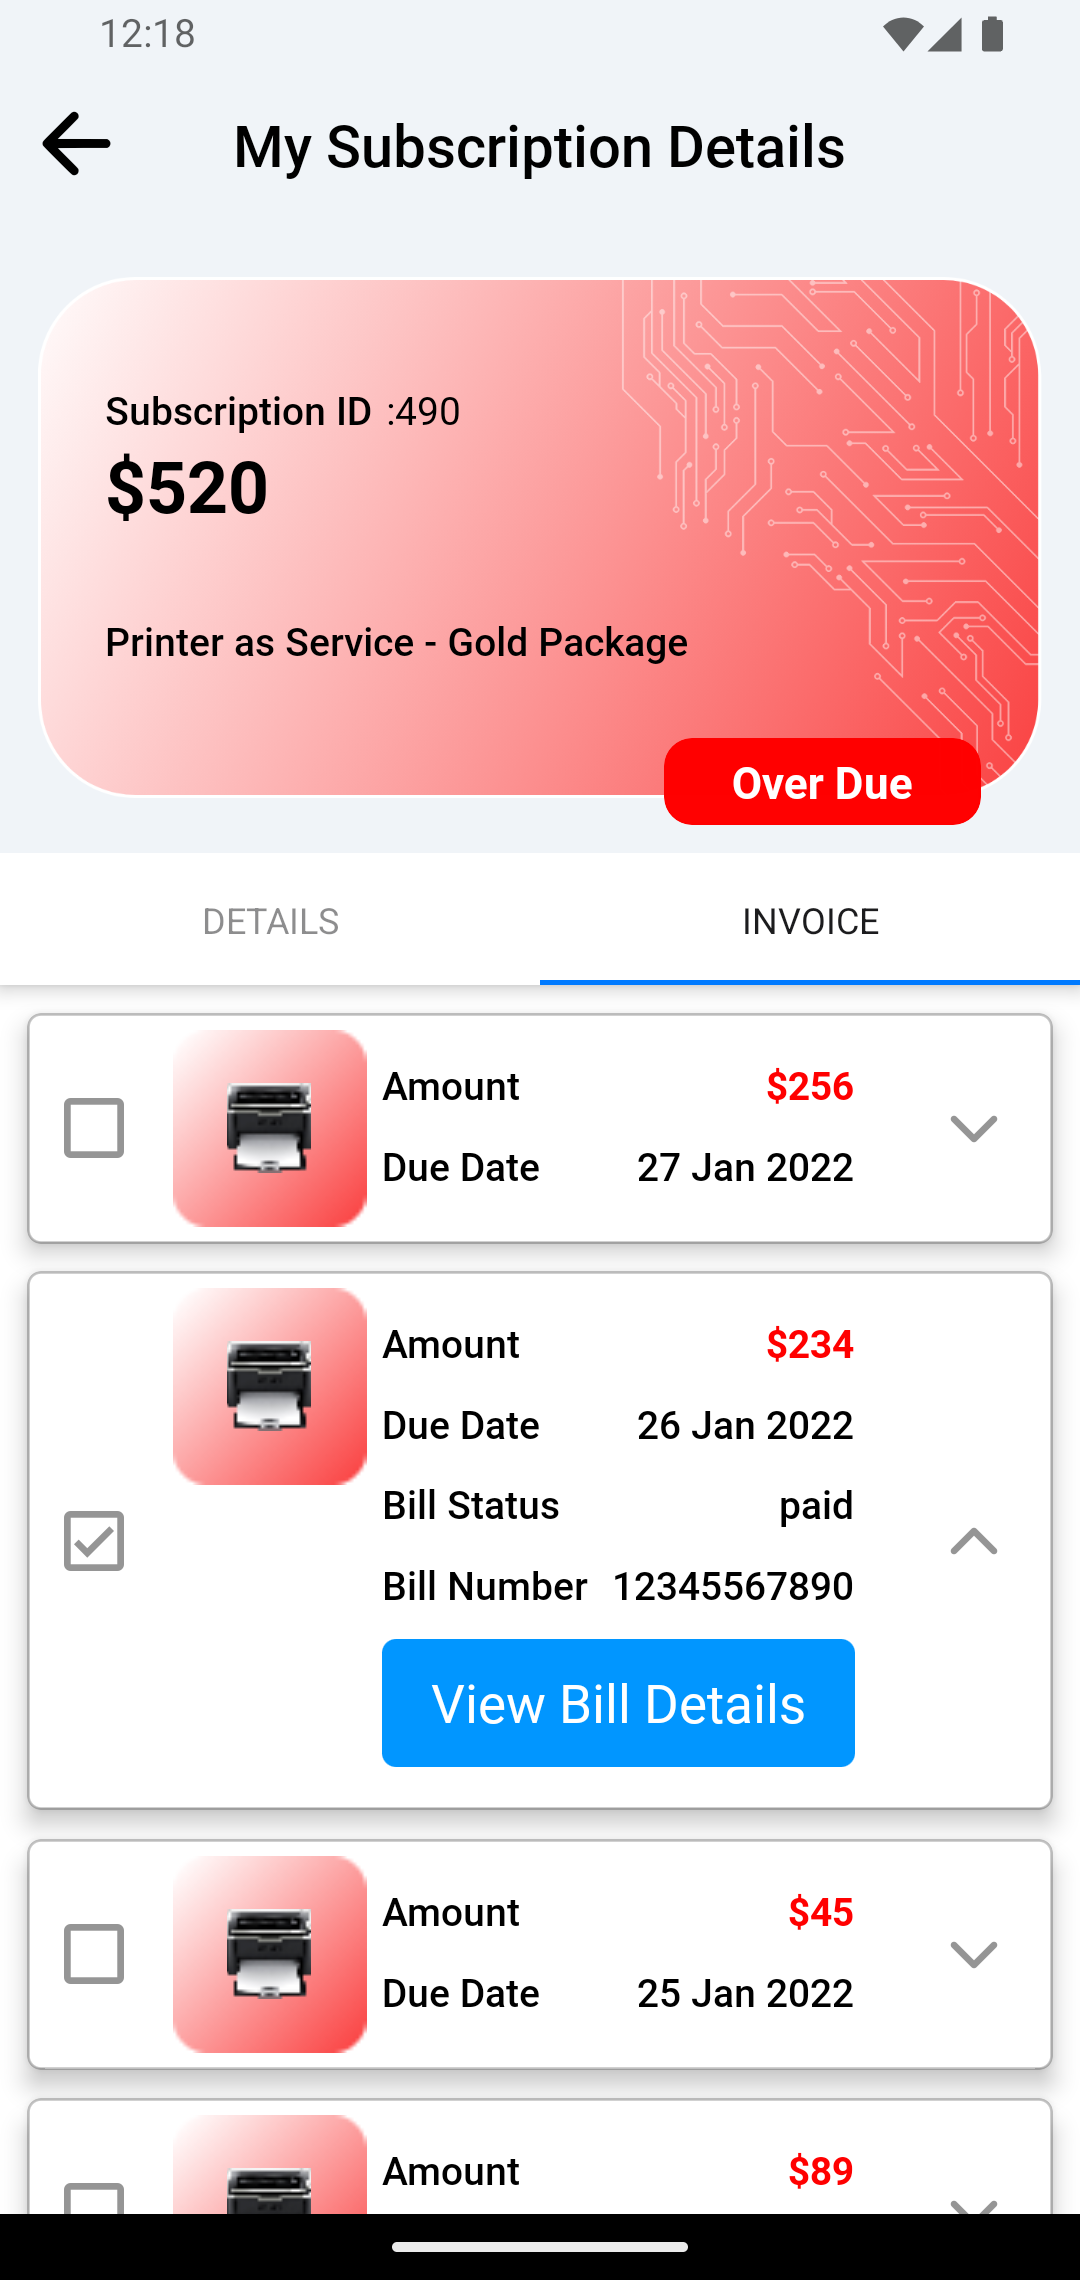 12:18
My Subscription Details
Subscription ID :490
$520
Printer as Service - Gold Package
Over Due
DETAILS
INVOICE
Amount $256
Due Date 27 Jan 2022
Amount $234
Due Date 26 Jan 2022
Bill Status paid
Bill Number 12345567890
View Bill Details
Amount $45
Due Date 25 Jan 2022
Amount $89